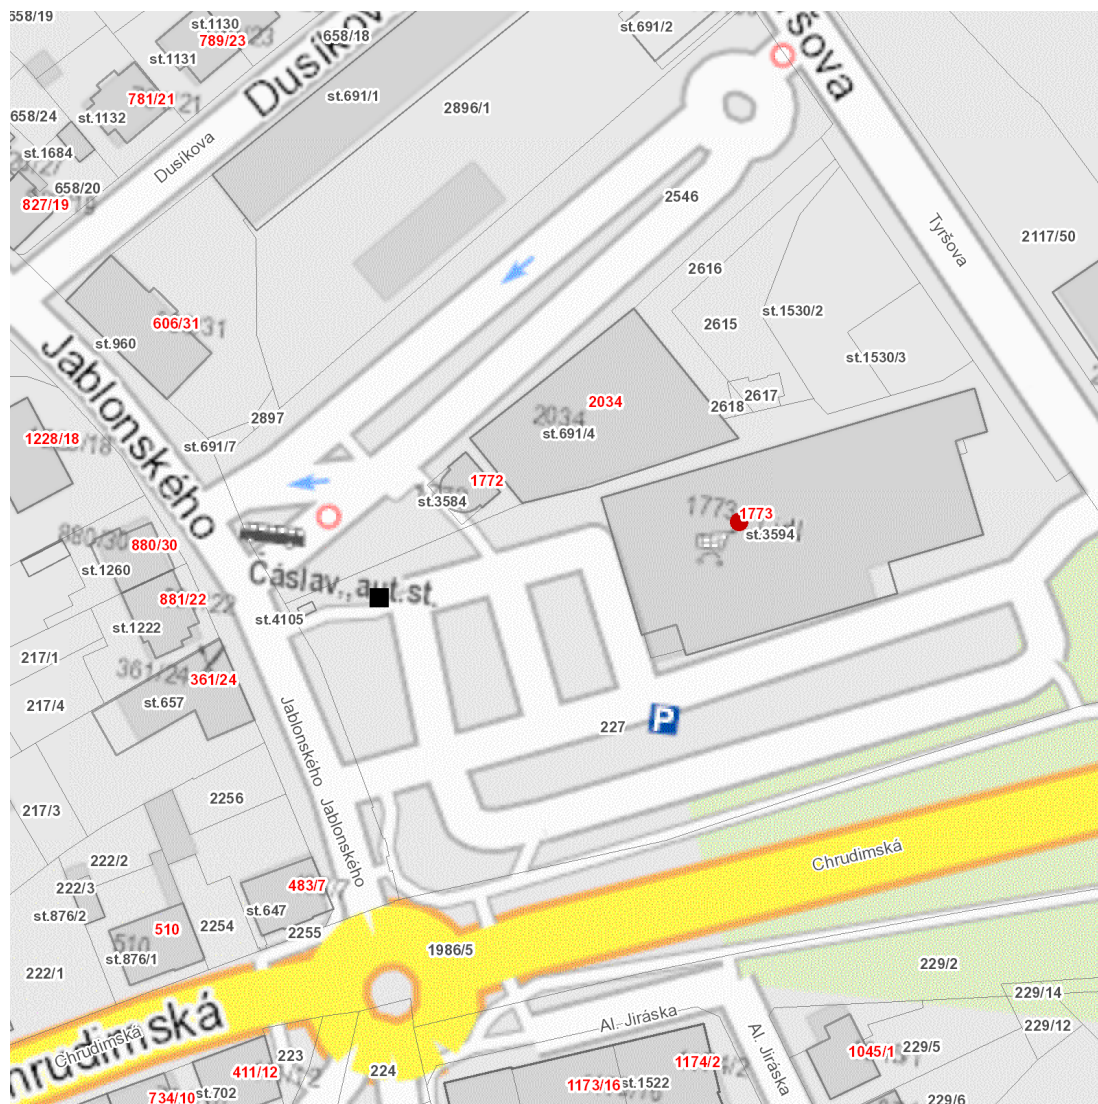 658/19
st.1130
789/23
658/18
st.691/2
Tyršova
st.1131
Dusíkova
781/21
st.691/1
2896/1
658/24
st.1132
st.1684
Dusíkova
658/20
827/19
2546
Tyršova
2117/50
2616
606/31
st.1530/2
2615
st.960
st.1530/3
Jablonského
2617
2618
2034
2034
2897
st.691/4
1228/18
st.691/7
1772
st.3584
1773
1773
Lidl
st.3594
880/30
880/30
st.1260
Čáslav,,aut.st.
881/22
st.4105
st.1222
217/1
361/24
361/24
217/4
st.657
227
P
Jablonského
2256
217/3
Jablonského
222/2
Chrudimská
222/3
483/7
st.876/2
st.647
2254
510
510
2255
1986/5
st.876/1
222/1
229/2
229/14
Chrudimská
Chrudimská
Al. Jiráska
229/12
Al. Jiráska
223
1045/1
229/5
224
411/12
1174/2
1173/16
st.1522
734/10
st.702
229/6